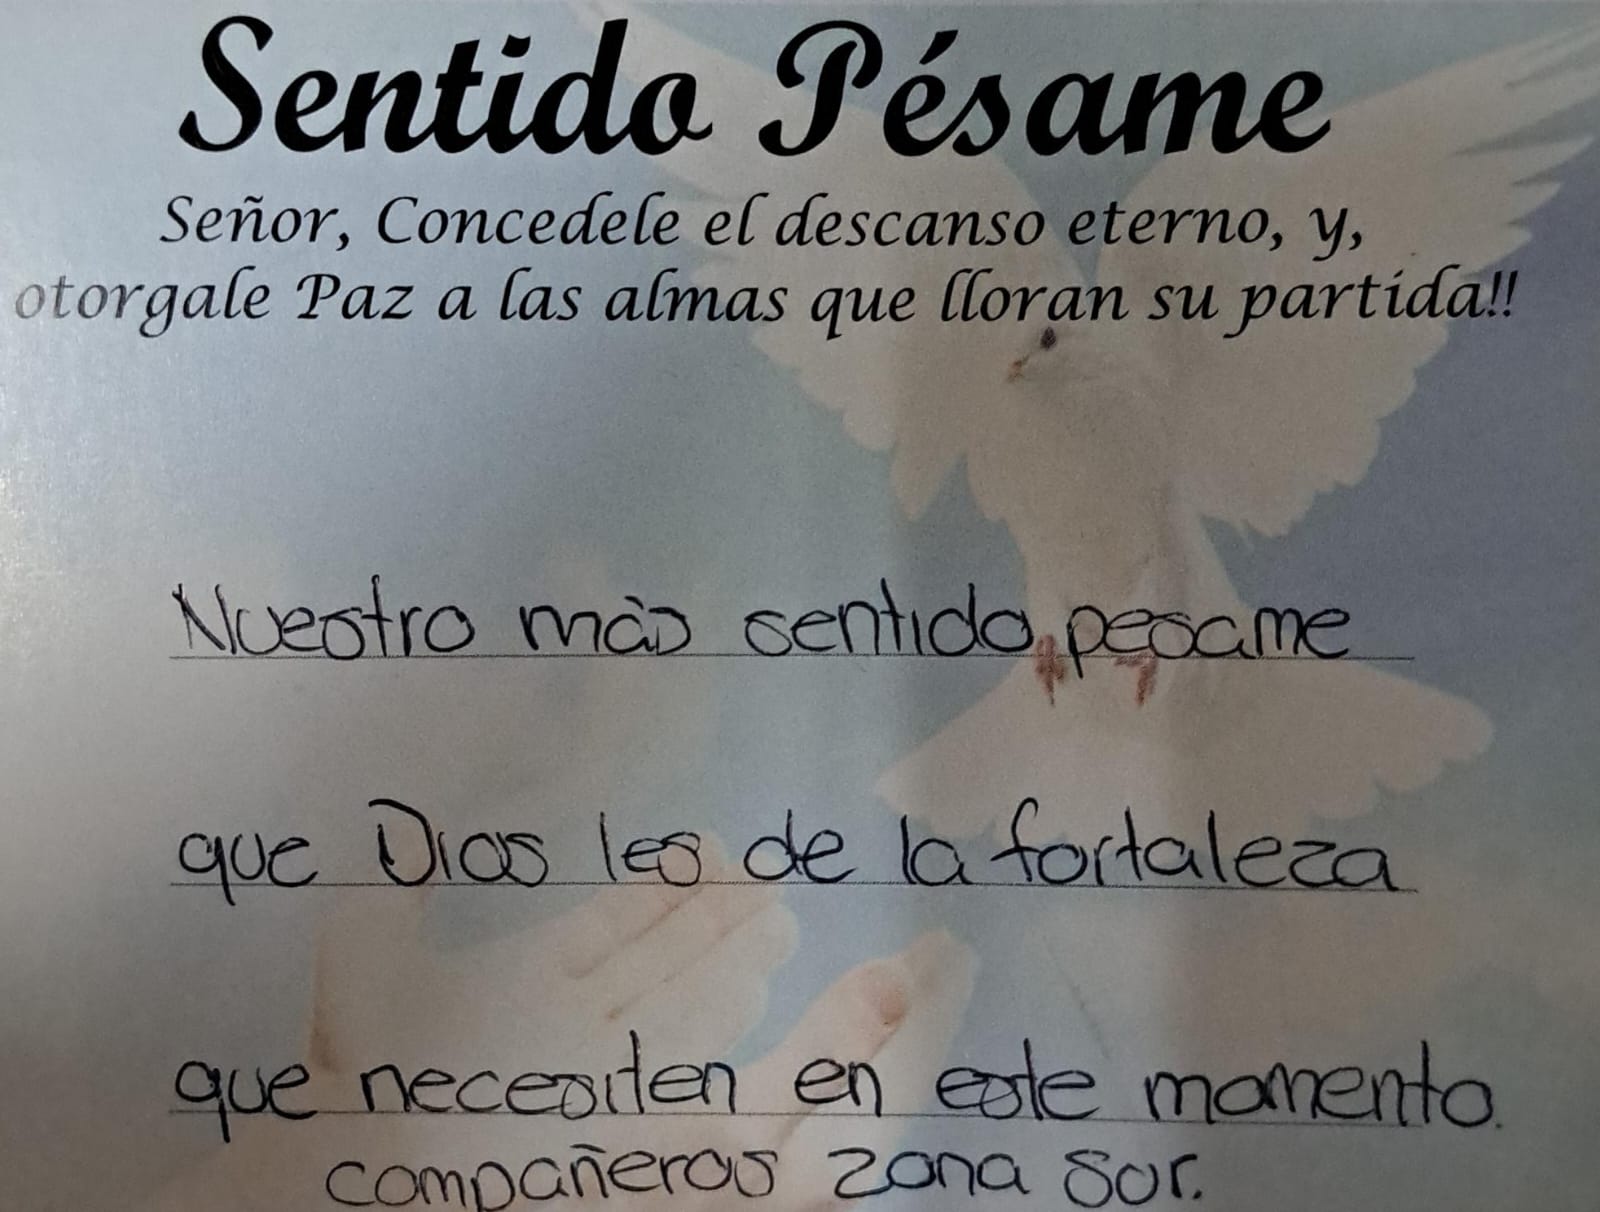 Sentido Pésame
Señor, Concedele el descanso eterno, y,
otorgale Paz a las almas que lloran su partida!!
Nuestro más sentido pesame
que Dios les de la fortaleza
que necesiten en este momento.
compañeros zona sur.